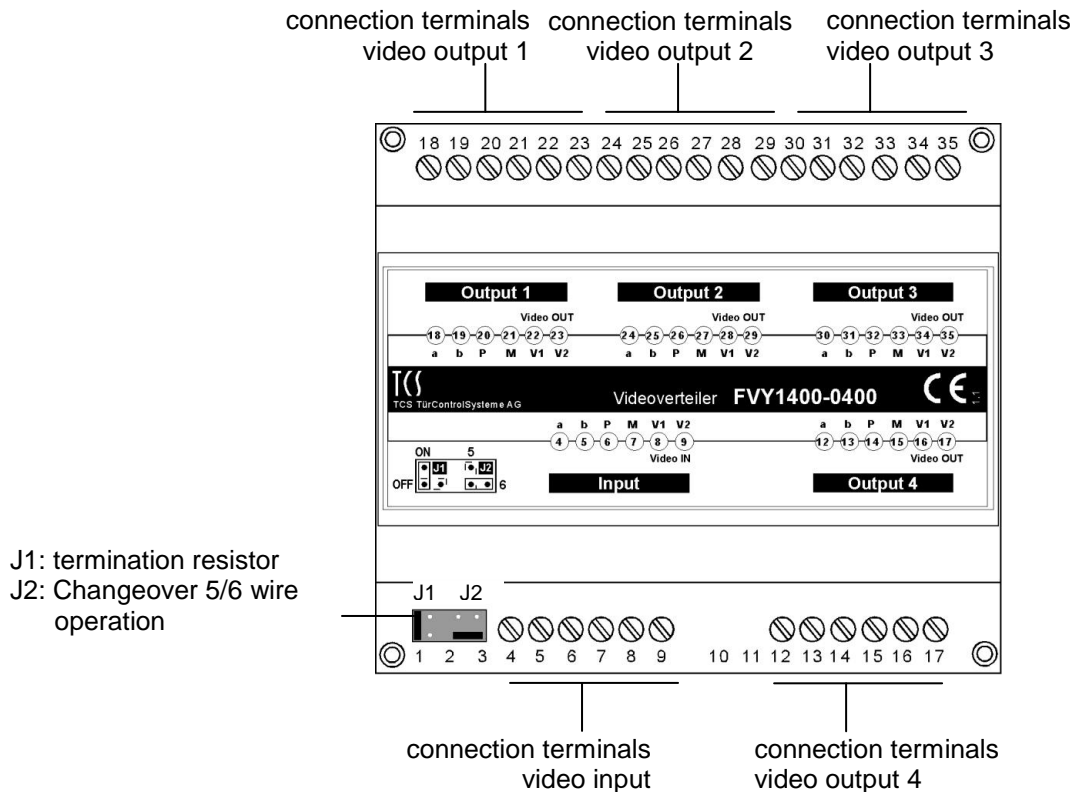 connection terminals connection terminals connection terminals
video output 1 video output 2 video output 3
18 19 20 21 22 23 24 25 26 27 28 29 30 31 32 33 34 35
Output 1 Output 2 Output 3
Video OUT Video OUT Video OUT
18 19 20 21 22 23 24 25 26 27 28 29 30 31 32 33 34 35
a b P M V1 V2 a b P M V1 V2 a b P M V1 V2
TCS
TCS TürControlSysteme AG Videoverteiler FVY1400-0400 CE 1.1
a b P M V1 V2 a b P M V1 V2
4 5 6 7 8 9 12 13 14 15 16 17
Video IN Video OUT
ON 5
J1 J2
OFF 6
Input Output 4
J1: termination resistor
J2: Changeover 5/6 wire
operation
J1 J2
1 2 3 4 5 6 7 8 9 10 11 12 13 14 15 16 17
connection terminals connection terminals
video input video output 4